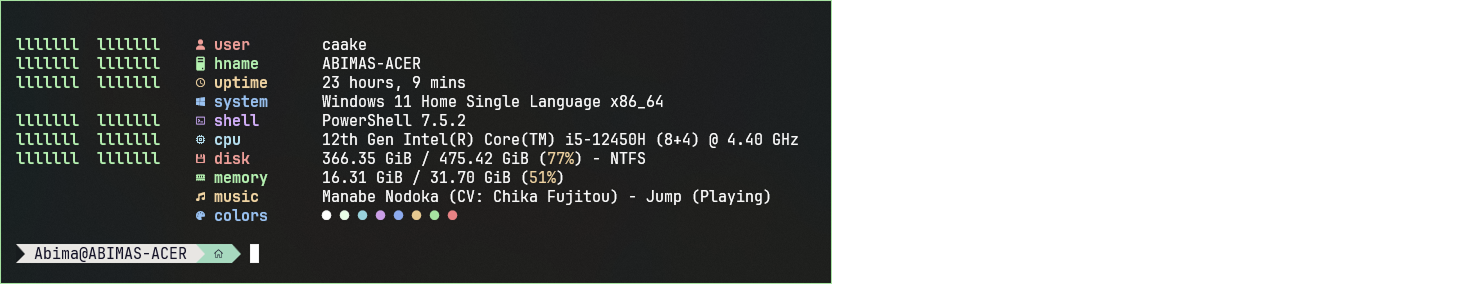 lllllll  lllllll    user        caake
lllllll  lllllll    hname       ABIMAS-ACER
lllllll  lllllll    uptime      23 hours, 9 mins
system      Windows 11 Home Single Language x86_64
lllllll  lllllll    shell       PowerShell 7.5.2
lllllll  lllllll    cpu         12th Gen Intel(R) Core(TM) i5-12450H (8+4) @ 4.40 GHz
lllllll  lllllll    disk        366.35 GiB / 475.42 GiB (77%) - NTFS
memory      16.31 GiB / 31.70 GiB (51%)
music       Manabe Nodoka (CV: Chika Fujitou) - Jump (Playing)
colors
Abima@ABIMAS-ACER